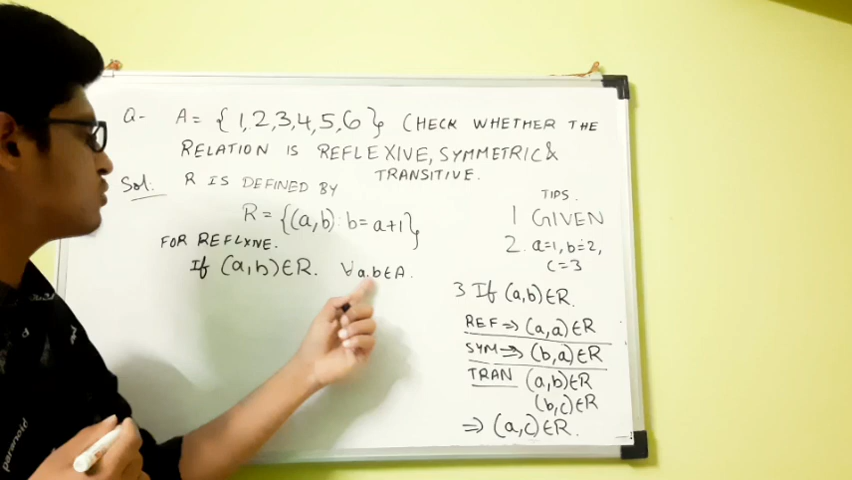 Q- A = { 1,2,3,4,5,6 } CHECK WHETHER THE
RELATION IS REFLEXIVE, SYMMETRIC &
TRANSITIVE.
Sol:. R IS DEFINED BY
R = {(a,b) : b = a+1}
FOR REFLXIVE.
If (a,b) ∈ R. ∀ a,b ∈ A.
TIPS.
1 GIVEN
2. a=1, b=2,
c=3
3 If (a,b) ∈ R.
REF ⇒ (a,a) ∈ R
SYM ⇒ (b,a) ∈ R
TRAN (a,b) ∈ R
(b,c) ∈ R
⇒ (a,c) ∈ R.
paranoid